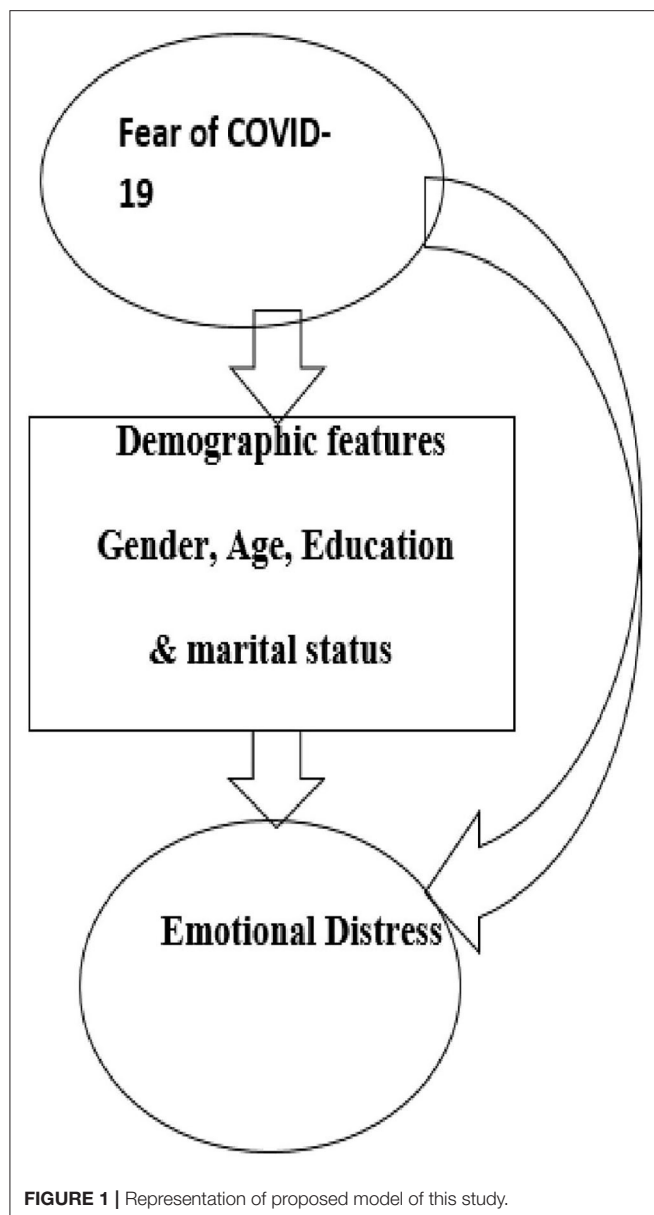 Fear of COVID-
19
Demographic features
Gender, Age, Education
& marital status
Emotional Distress
FIGURE 1 | Representation of proposed model of this study.